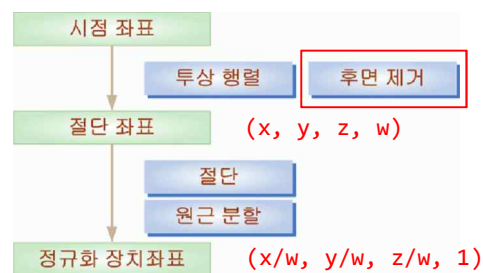 시점 좌표
투상 행렬 후면 제거
절단 좌표 (x, y, z, w)
절단
원근 분할
정규화 장치좌표 (x/w, y/w, z/w, 1)